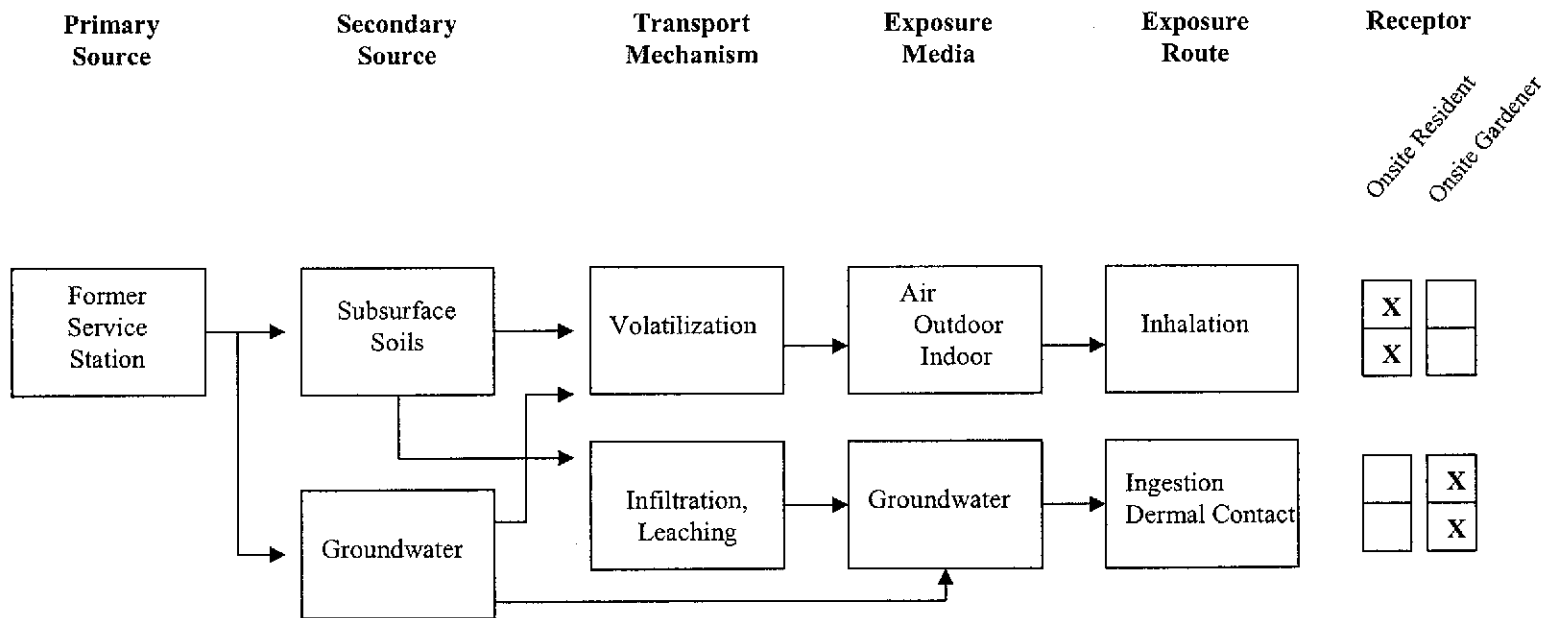 Primary
Source
Secondary
Source
Transport
Mechanism
Exposure
Media
Exposure
Route
Receptor
Onsite Resident
Onsite Gardener
Former
Service
Station
Subsurface
Soils
Volatilization
Air
Outdoor
Indoor
Inhalation
X
X
Groundwater
Infiltration,
Leaching
Groundwater
Ingestion
Dermal Contact
X
X